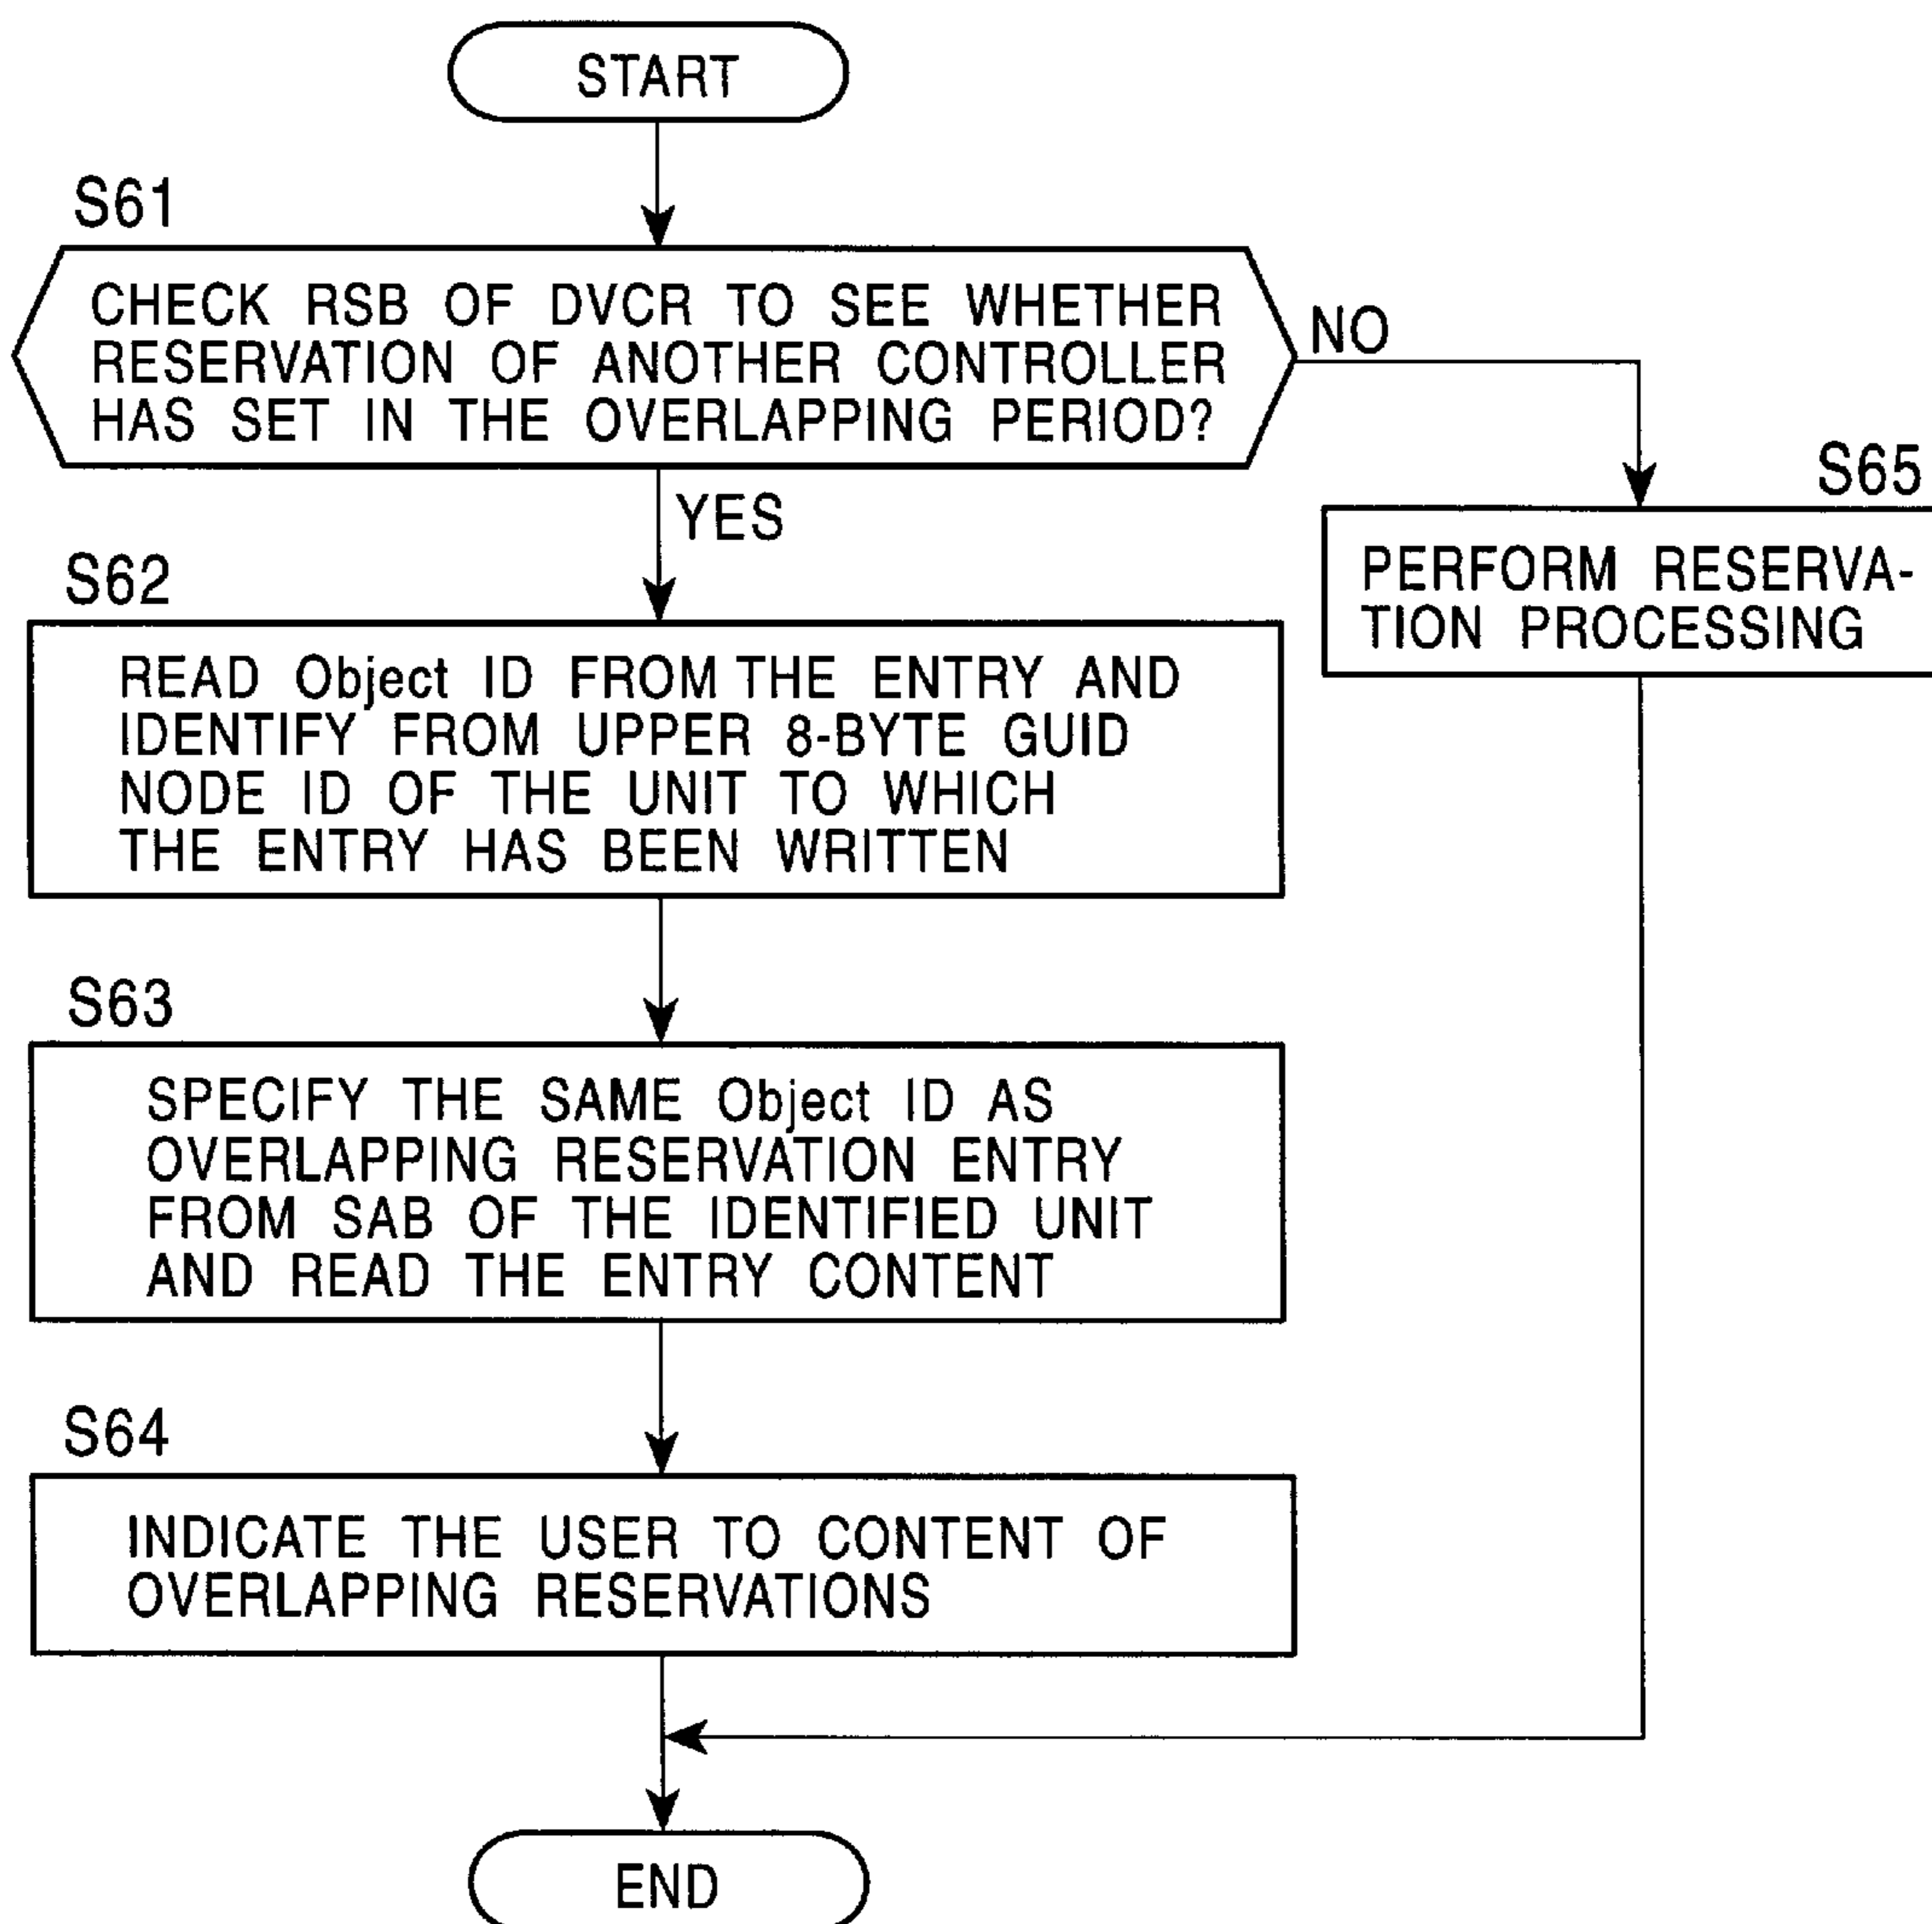 START
S61
CHECK RSB OF DVCR TO SEE WHETHER
RESERVATION OF ANOTHER CONTROLLER
HAS SET IN THE OVERLAPPING PERIOD?
NO
YES
S65
PERFORM RESERVA-
TION PROCESSING
S62
READ Object ID FROM THE ENTRY AND
IDENTIFY FROM UPPER 8-BYTE GUID
NODE ID OF THE UNIT TO WHICH
THE ENTRY HAS BEEN WRITTEN
S63
SPECIFY THE SAME Object ID AS
OVERLAPPING RESERVATION ENTRY
FROM SAB OF THE IDENTIFIED UNIT
AND READ THE ENTRY CONTENT
S64
INDICATE THE USER TO CONTENT OF
OVERLAPPING RESERVATIONS
END